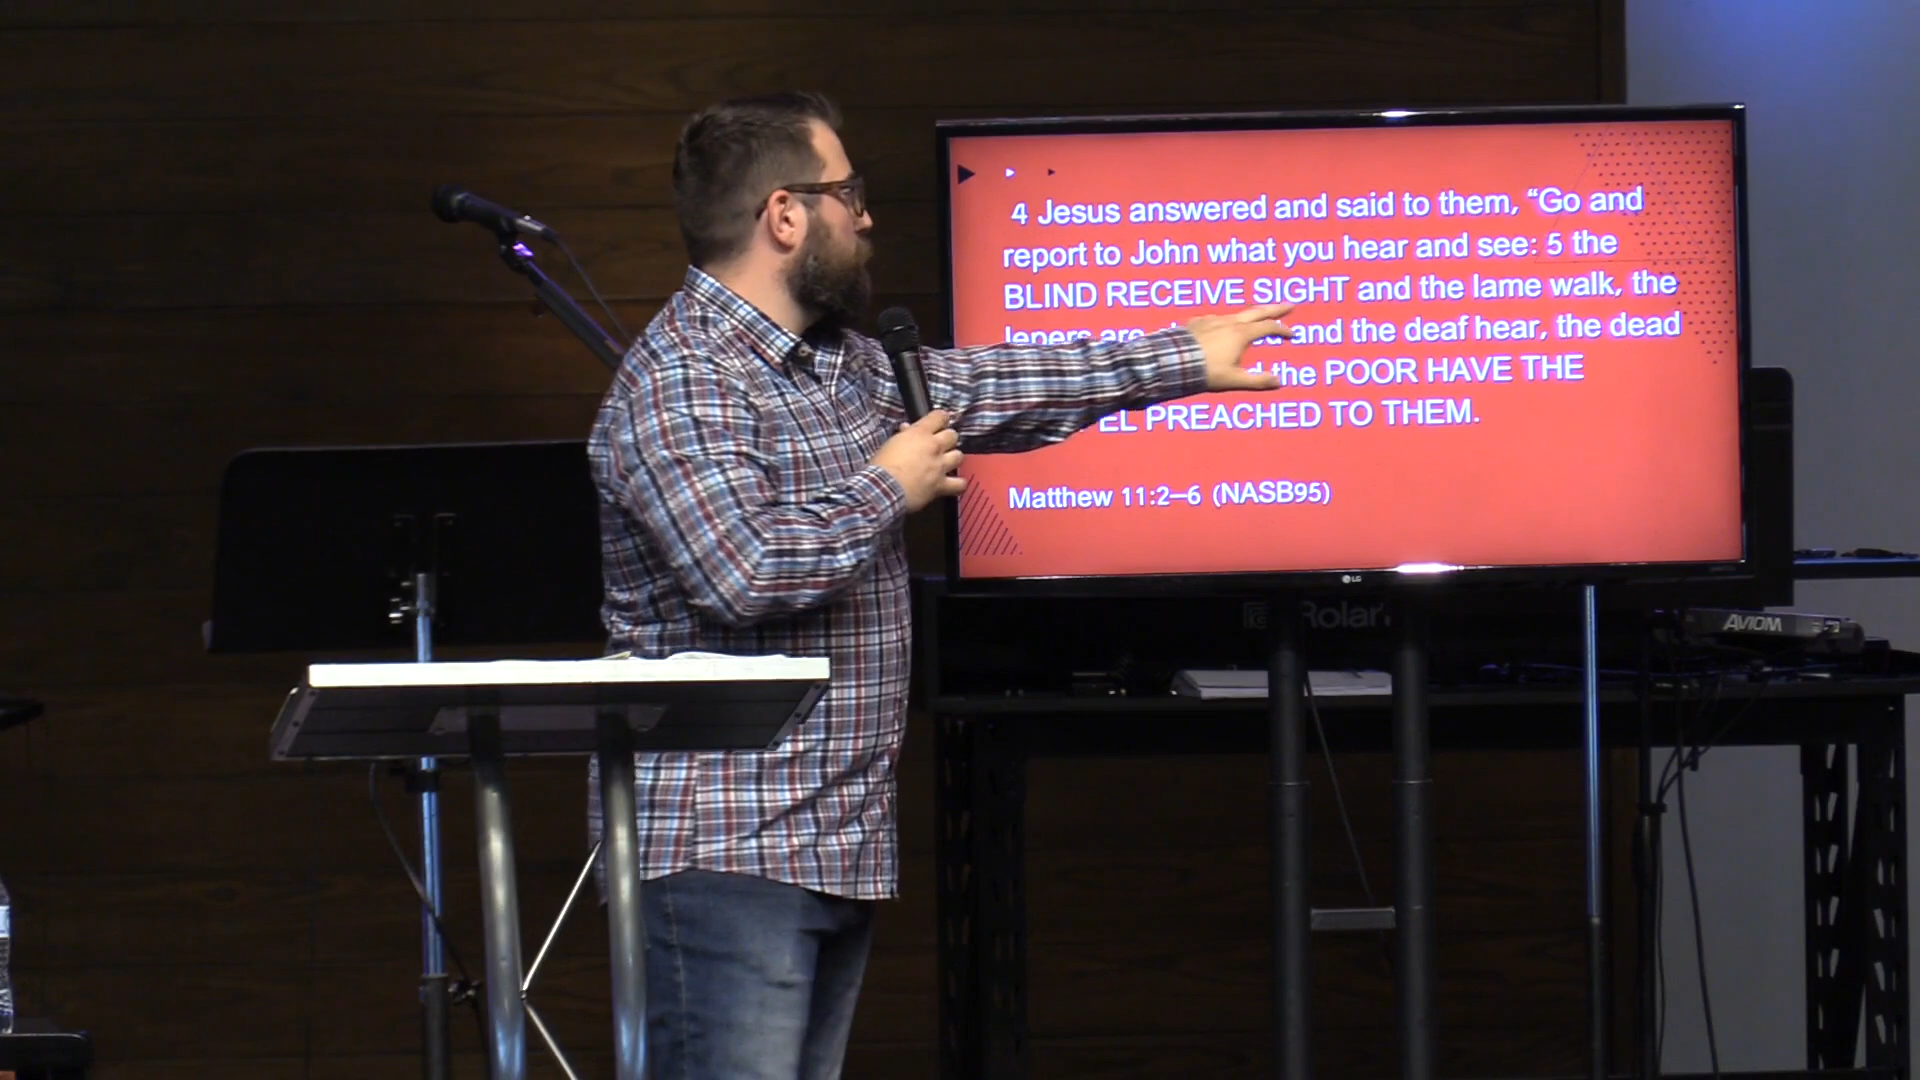 4 Jesus answered and said to them, “Go and
report to John what you hear and see: 5 the
BLIND RECEIVE SIGHT and the lame walk, the
lepers are and the deaf hear, the dead
the POOR HAVE THE
PREACHED TO THEM.
Matthew 11:2–6 (NASB95)
LG
Roland
AVIOM